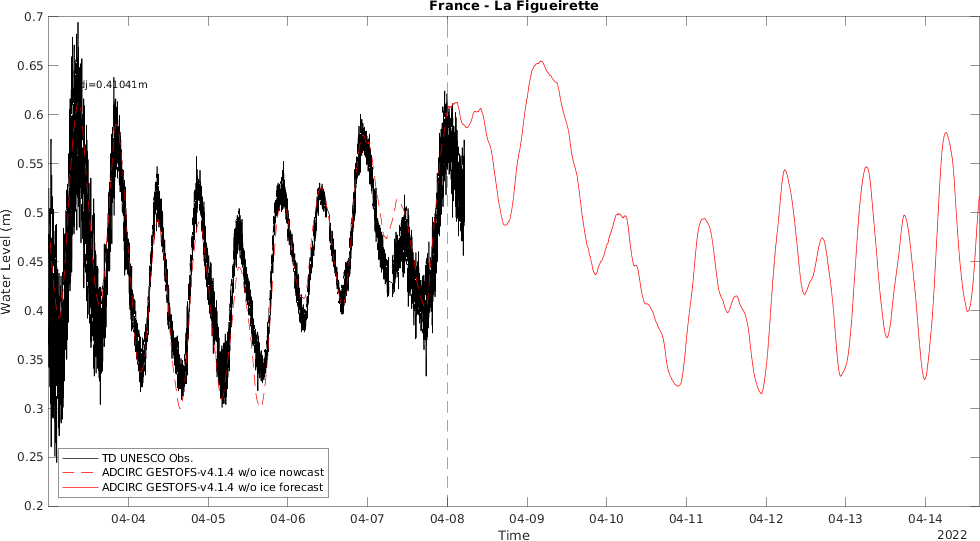 France - La Figueirette
0.7
0.65
0.6
0.55
0.5
0.45
0.4
0.35
0.3
0.25
0.2
Water Level (m)
dj=0.41041m
TD UNESCO Obs.
ADCIRC GESTOFS-v4.1.4 w/o ice nowcast
ADCIRC GESTOFS-v4.1.4 w/o ice forecast
04-04 04-05 04-06 04-07 04-08 04-09 04-10 04-11 04-12 04-13 04-14
Time
2022